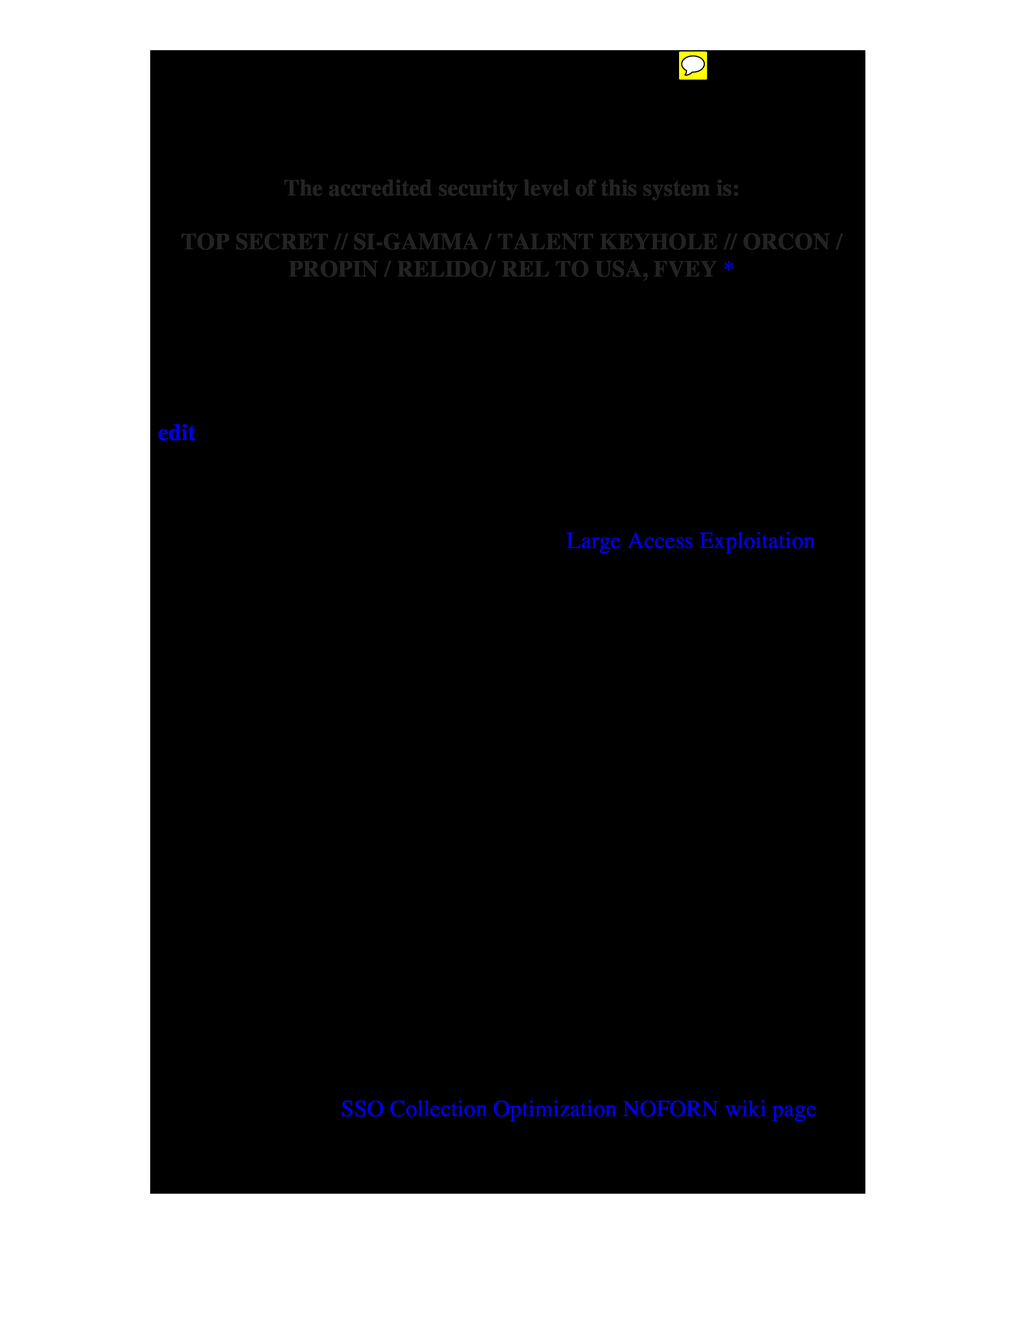 The accredited security level of this system is:
TOP SECRET // SI-GAMMA / TALENT KEYHOLE // ORCON /
PROPIN / RELIDO/ REL TO USA, FVEY *
edit
Large Access Exploitation
SSO Collection Optimization NOFORN wiki page